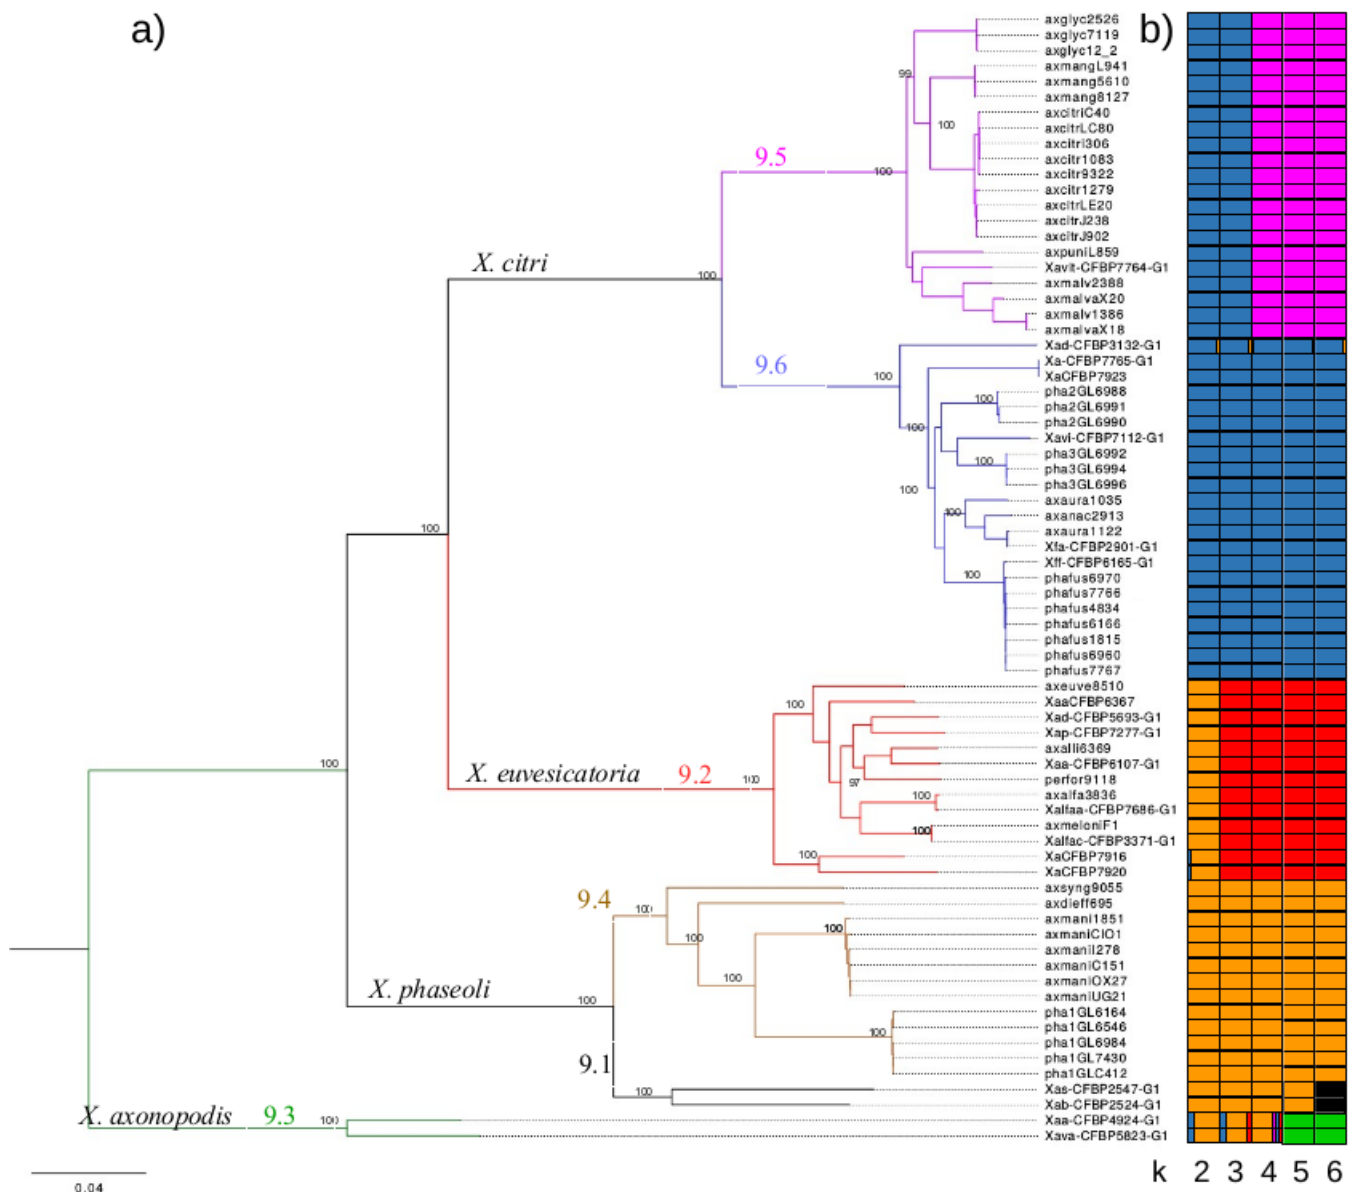 a)
b)
axglyc2526
axglyc7119
axglyc12_2
axmangL941
99
axmang5610
axmang8127
axcitriC40
100
axcitrLC80
axcitri306
9.5
axcitr1083
100
axcitr9322
axcitr1279
axcitrLE20
axcitrJ238
axcitrJ902
axpuniL859
X. citri
100
Xavit-CFBP7764-G1
axmalv2388
axmalvaX20
axmalv1386
axmalvaX18
Xad-CFBP3132-G1
9.6
Xa-CFBP7765-G1
100
XaCFBP7923
pha2GL6988
100
pha2GL6991
pha2GL6990
100
Xavi-CFBP7112-G1
pha3GL6992
100
pha3GL6994
pha3GL6996
100
axaura1035
100
axanac2913
100
axaura1122
Xfa-CFBP2901-G1
Xff-CFBP6165-G1
100
phafus6970
phafus7766
phafus4834
phafus6166
phafus1815
phafus6960
phafus7767
axeuve8510
100
XaaCFBP6367
Xad-CFBP5693-G1
Xap-CFBP7277-G1
axalli6369
100
Xaa-CFBP6107-G1
X. euvesicatoria
9.2
100
97
perfor9118
100
axalfa3836
Xalfaa-CFBP7686-G1
100
axmeloniF1
Xalfac-CFBP3371-G1
100
XaCFBP7916
XaCFBP7920
9.4
axsyng9055
100
axdieff695
axmani1851
100
100
axmaniCIO1
axmaniI278
axmaniC151
100
axmaniOX27
X. phaseoli
100
axmaniUG21
pha1GL6164
100
pha1GL6546
pha1GL6984
9.1
pha1GL7430
pha1GLC412
100
Xas-CFBP2547-G1
Xab-CFBP2524-G1
X. axonopodis
9.3
100
Xaa-CFBP4924-G1
Xava-CFBP5823-G1
0.04
k 2 3 4 5 6